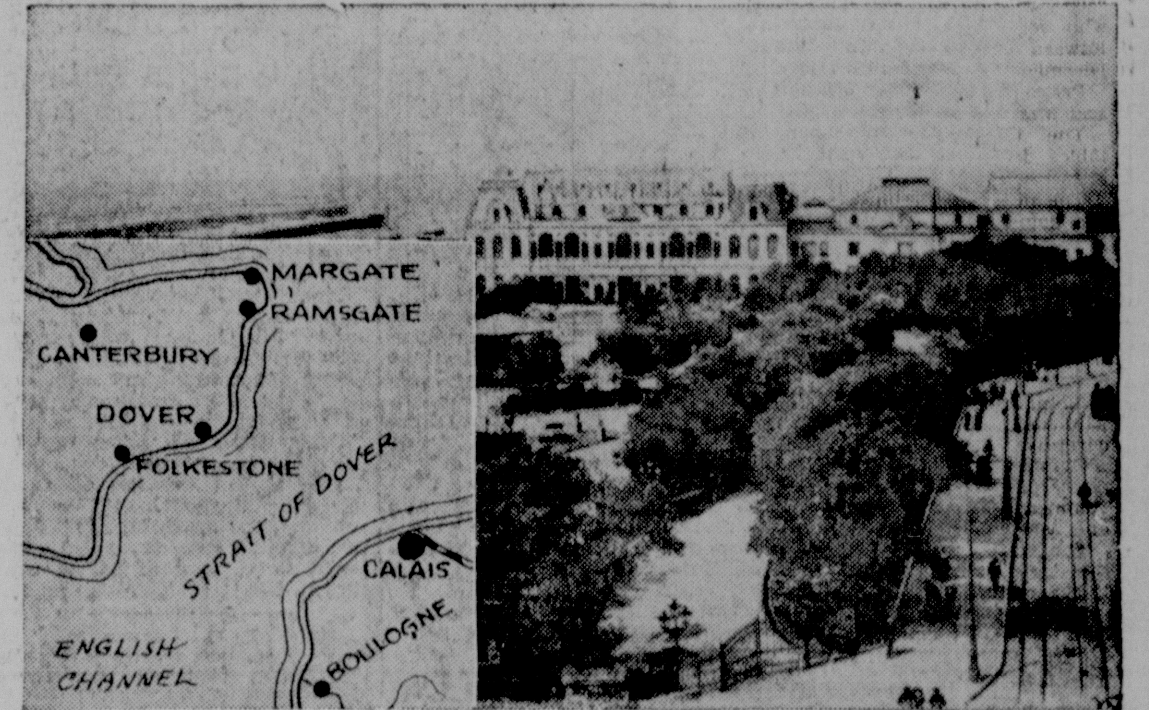 MARGATE
RAMSGATE
CANTERBURY
DOVER
FOLKESTONE
STRAIT OF DOVER
CALAIS
BOULOGNE
ENGLISH
CHANNEL